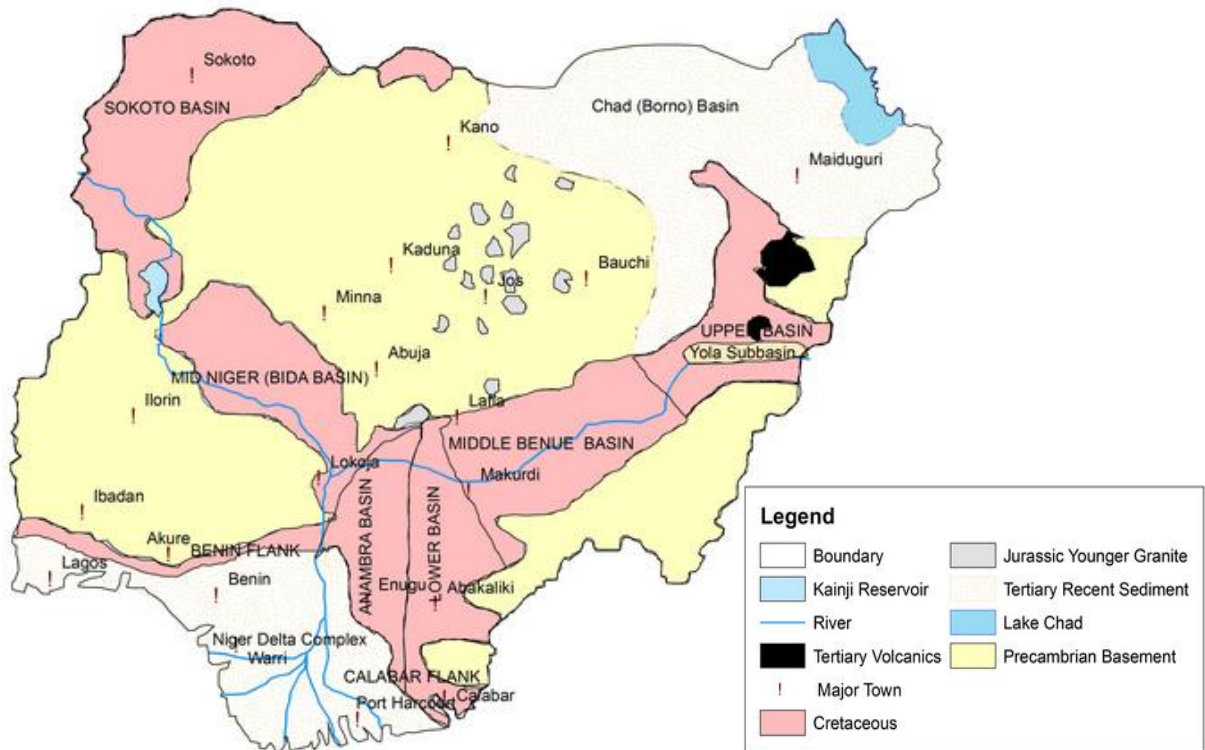 Sokoto
SOKOTO BASIN
Chad (Borno) Basin
Kano
Maiduguri
Kaduna
Bauchi
Jos
Minna
UPPER BASIN
Yola Subbasin
Abuja
MID NIGER (BIDA BASIN)
Ilorin
Lafia
MIDDLE BENUE BASIN
Lokoja
Makurdi
Ibadan
ANAMBRA BASIN
LOWER BASIN
Akure
BENIN FLANK
Lagos
Benin
Enugu
Abakaliki
Niger Delta Complex
Warri
CALABAR FLANK
Calabar
Port Harcourt
Legend
Boundary
Kainji Reservoir
River
Tertiary Volcanics
! Major Town
Cretaceous
Jurassic Younger Granite
Tertiary Recent Sediment
Lake Chad
Precambrian Basement